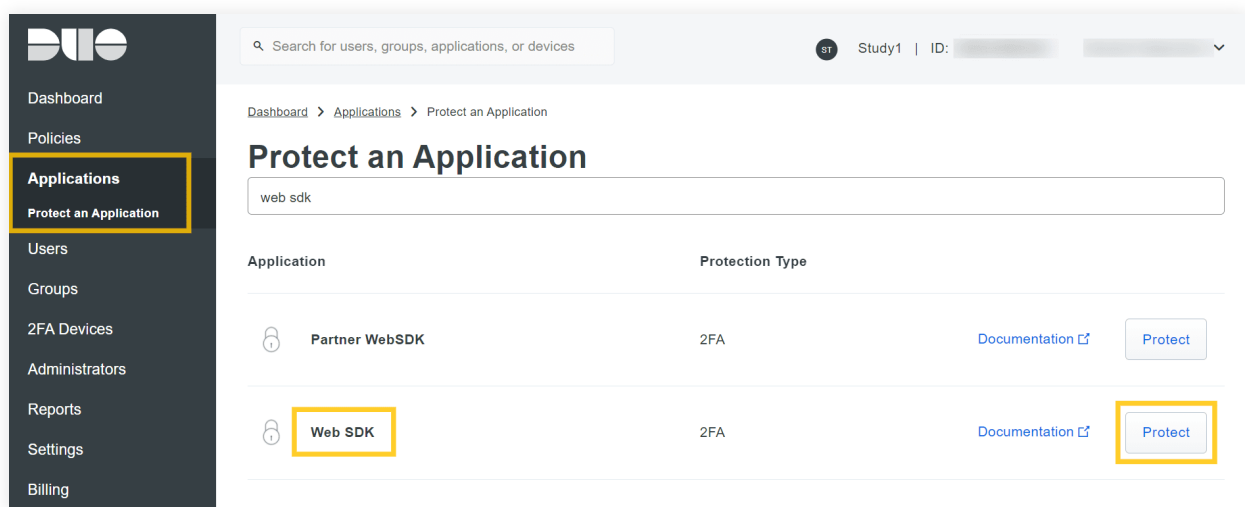 DUO
Search for users, groups, applications, or devices
ST Study1 | ID:
Dashboard
Policies
Applications
Protect an Application
Users
Groups
2FA Devices
Administrators
Reports
Settings
Billing
Dashboard > Applications > Protect an Application
Protect an Application
web sdk
Application Protection Type
Partner WebSDK 2FA Documentation Protect
Web SDK 2FA Documentation Protect